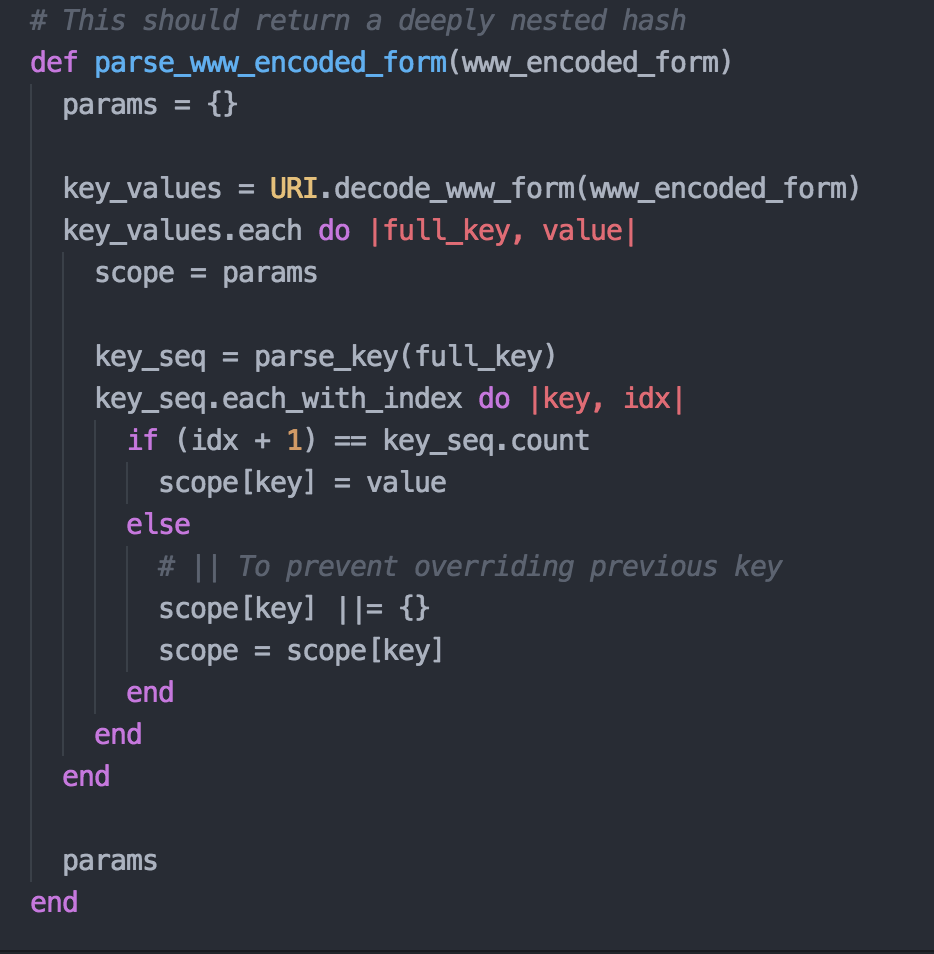 # This should return a deeply nested hash
def parse_www_encoded_form(www_encoded_form)
  params = {}

  key_values = URI.decode_www_form(www_encoded_form)
  key_values.each do |full_key, value|
    scope = params

    key_seq = parse_key(full_key)
    key_seq.each_with_index do |key, idx|
      if (idx + 1) == key_seq.count
        scope[key] = value
      else
        # || To prevent overriding previous key
        scope[key] ||= {}
        scope = scope[key]
      end
    end
  end

  params
end